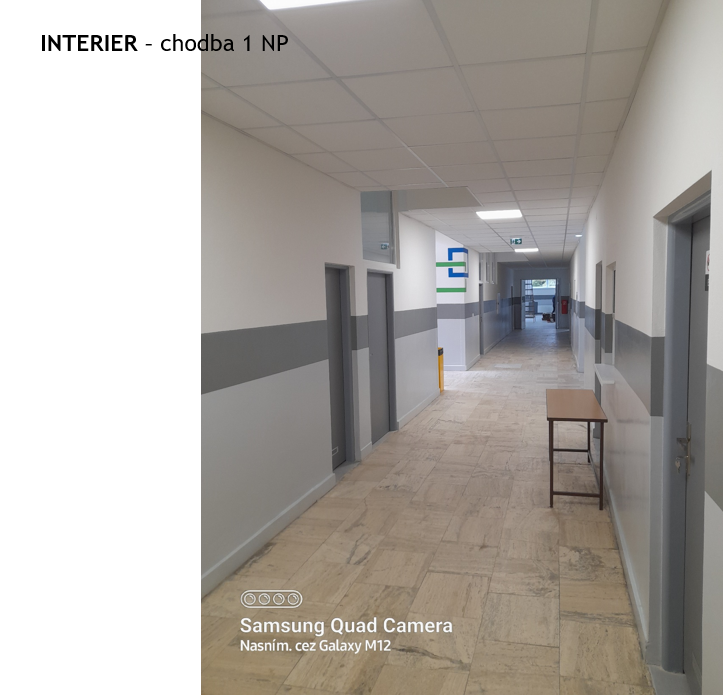 INTERIER – chodba 1 NP
Samsung Quad Camera
Nasním. cez Galaxy M12